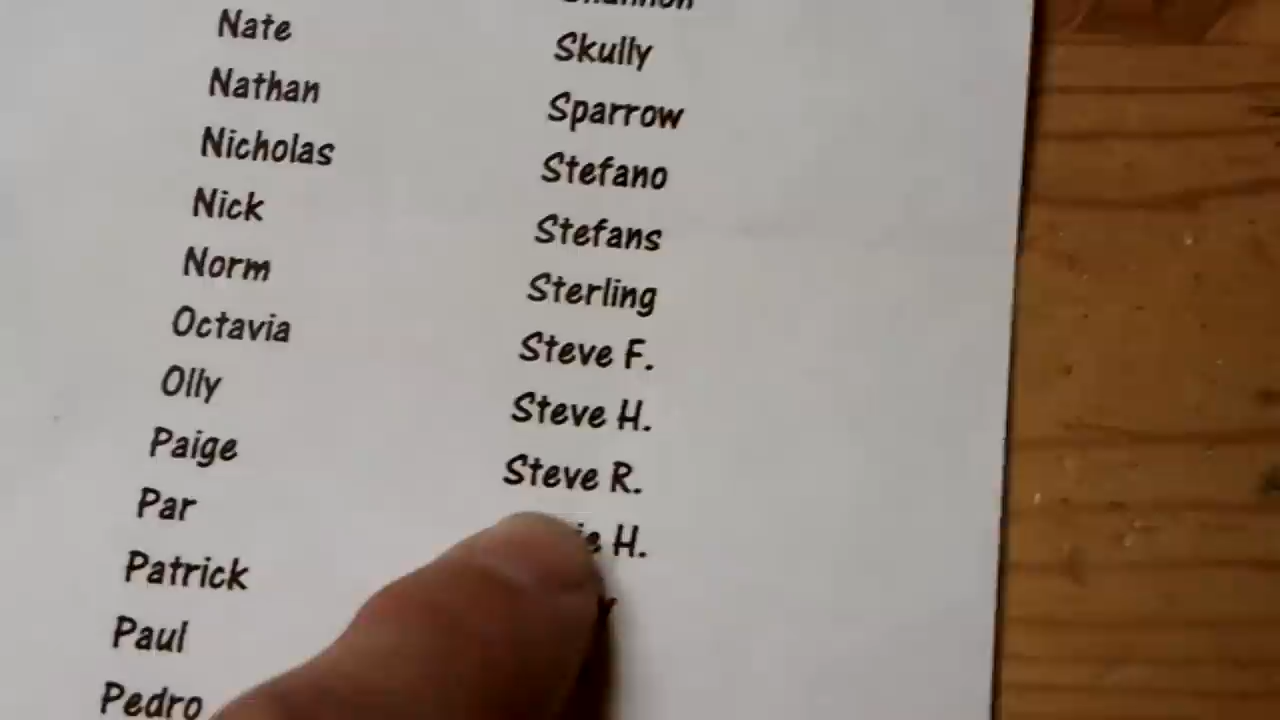 Nate
Nathan
Nicholas
Nick
Norm
Octavia
Olly
Paige
Par
Patrick
Paul
Pedro
Skully
Sparrow
Stefano
Stefans
Sterling
Steve F.
Steve H.
Steve R.
H.